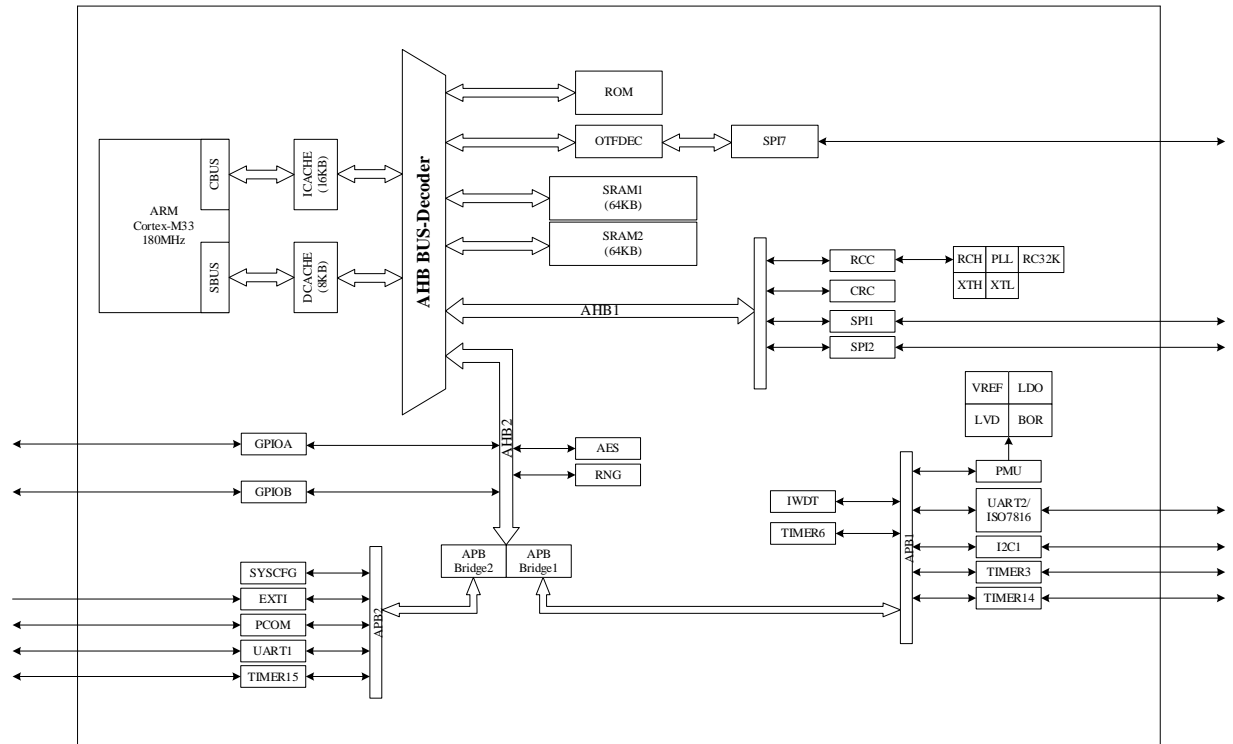 ARM
Cortex-M33
180MHz
CBUS
SBUS
ICACHE
(16KB)
DCACHE
(8KB)
AHB BUS-Decoder
ROM
OTFDEC
SPI7
SRAM1
(64KB)
SRAM2
(64KB)
AHB1
RCC
RCH
PLL
RC32K
XTH
XTL
CRC
SPI1
SPI2
AHB2
GPIOA
GPIOB
AES
RNG
VREF
LDO
LVD
BOR
PMU
IWDT
TIMER6
APB1
UART2/
ISO7816
I2C1
TIMER3
TIMER14
APB
Bridge2
APB
Bridge1
SYSCFG
EXTI
PCOM
UART1
TIMER15
APB2